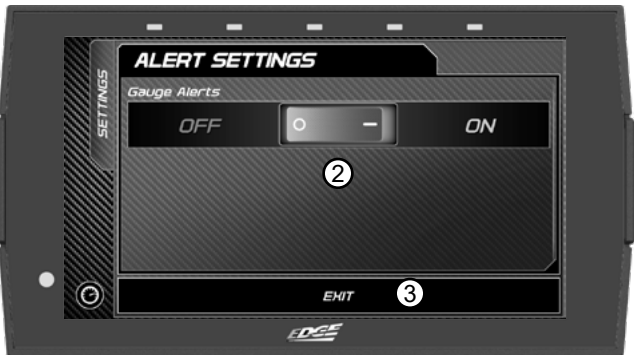 ALERT SETTINGS
SETTINGS
Gauge Alerts
OFF
ON
2
EXIT
3
EDGE